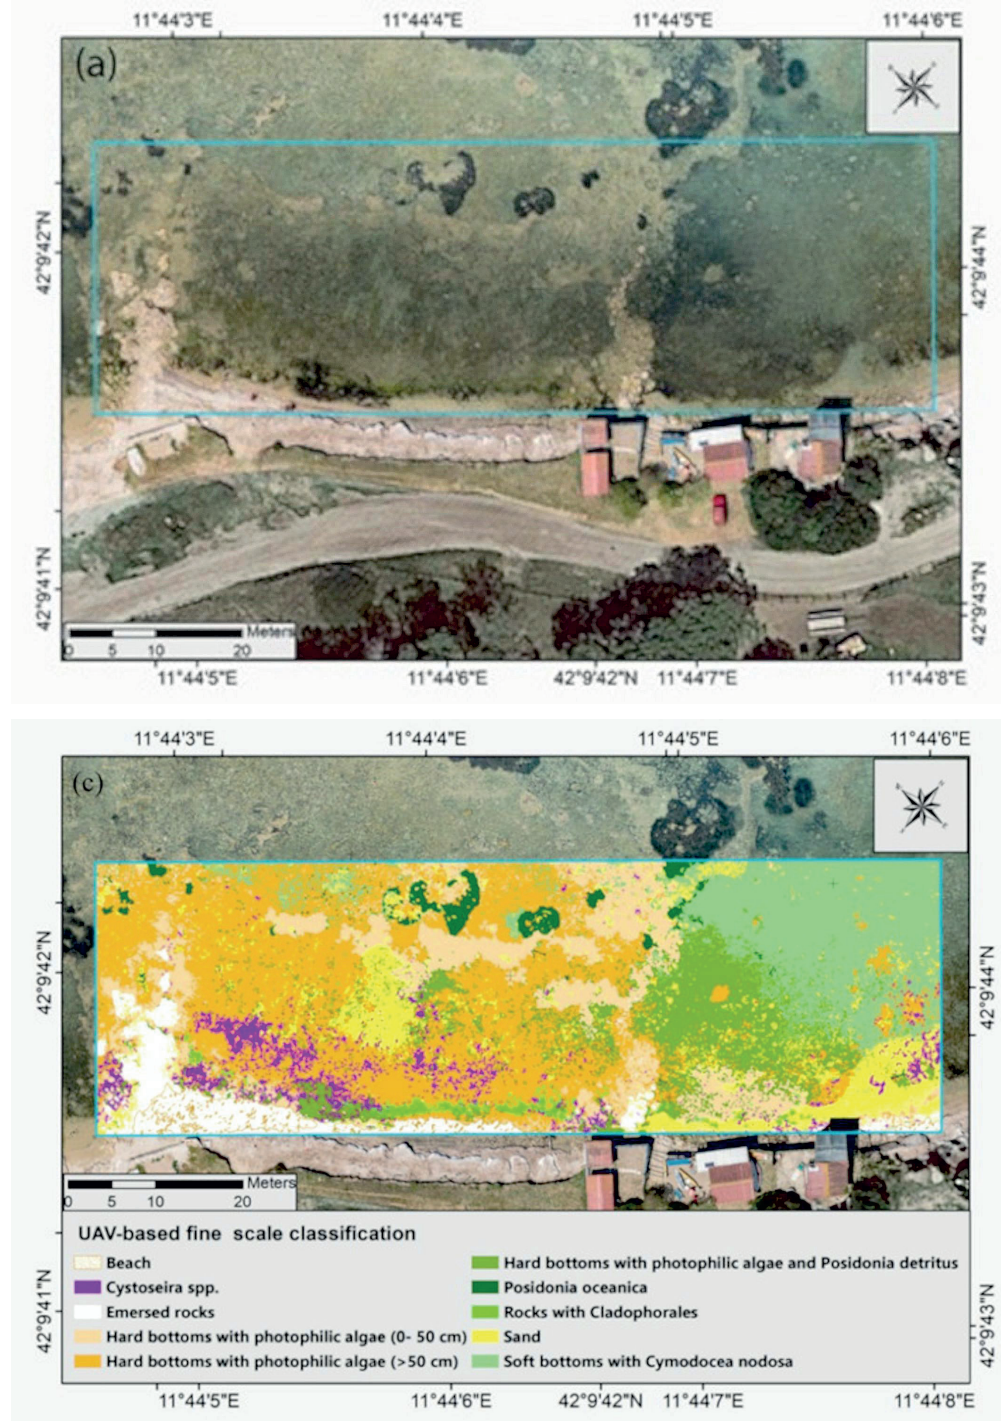 11°44'3"E 11°44'4"E 11°44'5"E 11°44'6"E
(a)
42°9'42"N
42°9'44"N
42°9'41"N
42°9'43"N
Meters
0 5 10 20
11°44'5"E 11°44'6"E 42°9'42"N 11°44'7"E 11°44'8"E
11°44'3"E 11°44'4"E 11°44'5"E 11°44'6"E
(c)
42°9'42"N
42°9'44"N
Meters
0 5 10 20
UAV-based fine scale classification
Beach
Cystoseira spp.
Emersed rocks
Hard bottoms with photophilic algae (0- 50 cm)
Hard bottoms with photophilic algae (>50 cm)
Hard bottoms with photophilic algae and Posidonia detritus
Posidonia oceanica
Rocks with Cladophorales
Sand
Soft bottoms with Cymodocea nodosa
42°9'41"N
42°9'43"N
11°44'5"E 11°44'6"E 42°9'42"N 11°44'7"E 11°44'8"E